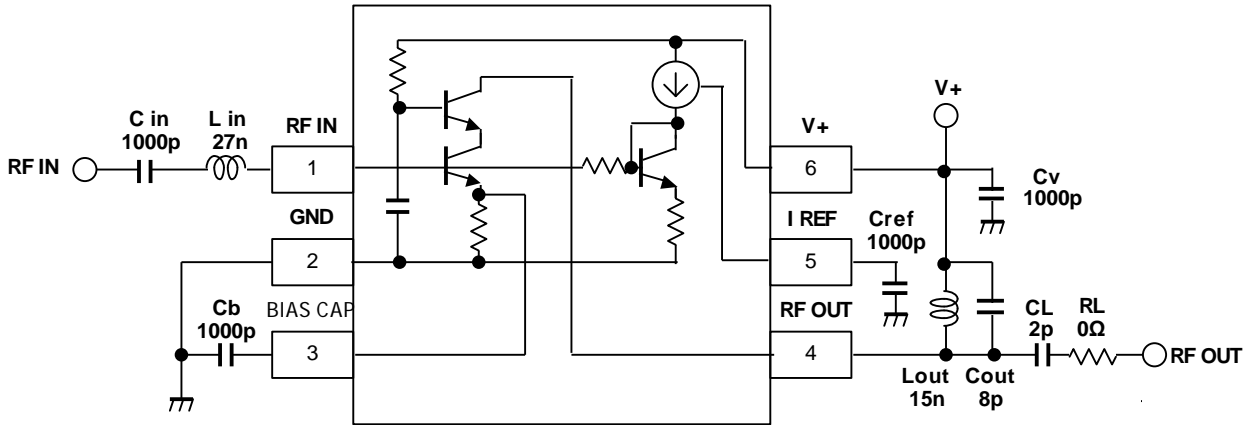 RF IN
C in
1000p
L in
27n
RF IN
1
GND
2
Cb
1000p
BIAS CAP
3
V+
6
I REF
5
RF OUT
4
Cref
1000p
V+
Cv
1000p
Lout
15n
Cout
8p
CL
2p
RL
0Ω
RF OUT